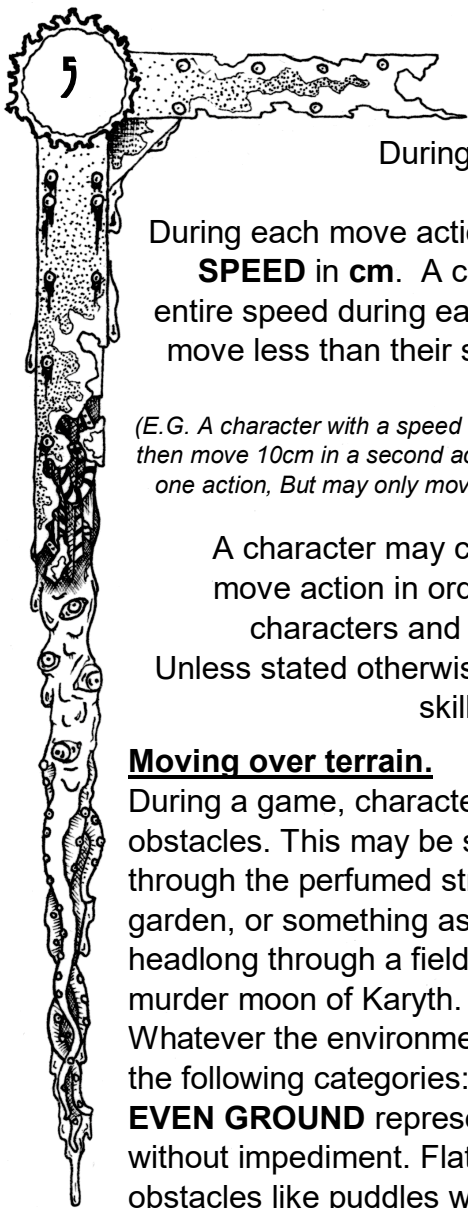 5
During
During each move acti
SPEED in cm. A c
entire speed during ea
move less than their s
(E.G. A character with a speed
then move 10cm in a second ac
one action, But may only mov
A character may c
move action in ord
characters and
Unless stated otherwis
skill
Moving over terrain.
During a game, characte
obstacles. This may be s
through the perfumed str
garden, or something as
headlong through a field
murder moon of Karyth.
Whatever the environme
the following categories:
EVEN GROUND represe
without impediment. Flat
obstacles like puddles w